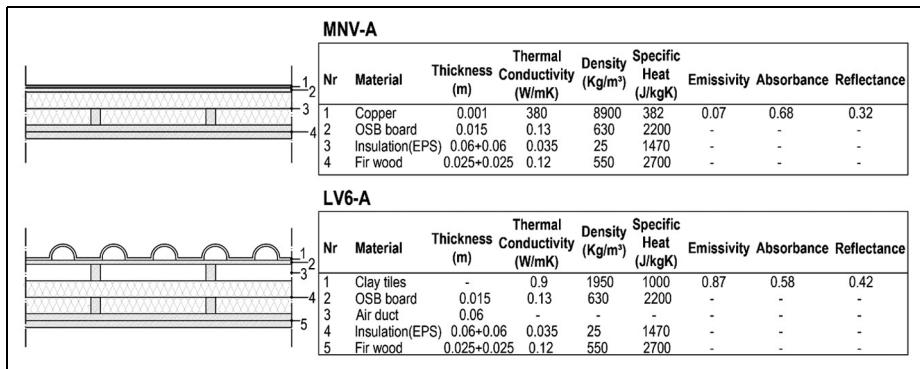 MNV-A
Nr Material Thickness (m) Thermal Conductivity (W/mK) Density (Kg/m³) Specific Heat (J/kgK) Emissivity Absorbance Reflectance
1 Copper 0.001 380 8900 382 0.07 0.68 0.32
2 OSB board 0.015 0.13 630 2200 - - -
3 Insulation(EPS) 0.06+0.06 0.035 25 1470 - - -
4 Fir wood 0.025+0.025 0.12 550 2700 - - -
1
2
3
4
LV6-A
Nr Material Thickness (m) Thermal Conductivity (W/mK) Density (Kg/m³) Specific Heat (J/kgK) Emissivity Absorbance Reflectance
1 Clay tiles - 0.9 1950 1000 0.87 0.58 0.42
2 OSB board 0.015 0.13 630 2200 - - -
3 Air duct 0.06 - - - - - -
4 Insulation(EPS) 0.06+0.06 0.035 25 1470 - - -
5 Fir wood 0.025+0.025 0.12 550 2700 - - -
1
2
3
4
5